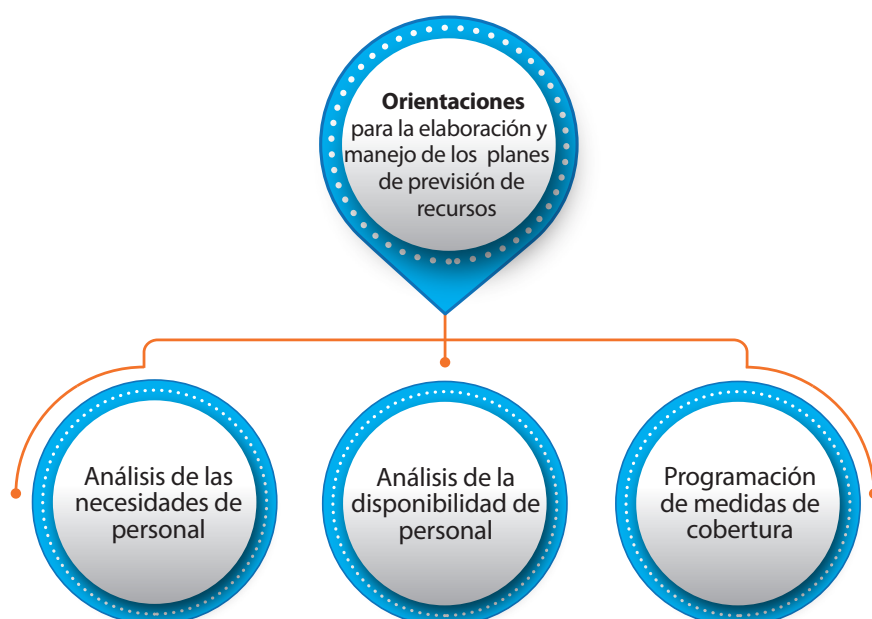 Orientaciones
para la elaboración y
manejo de los planes
de previsión de
recursos
Análisis de las
necesidades de
personal
Análisis de la
disponibilidad de
personal
Programación
de medidas de
cobertura